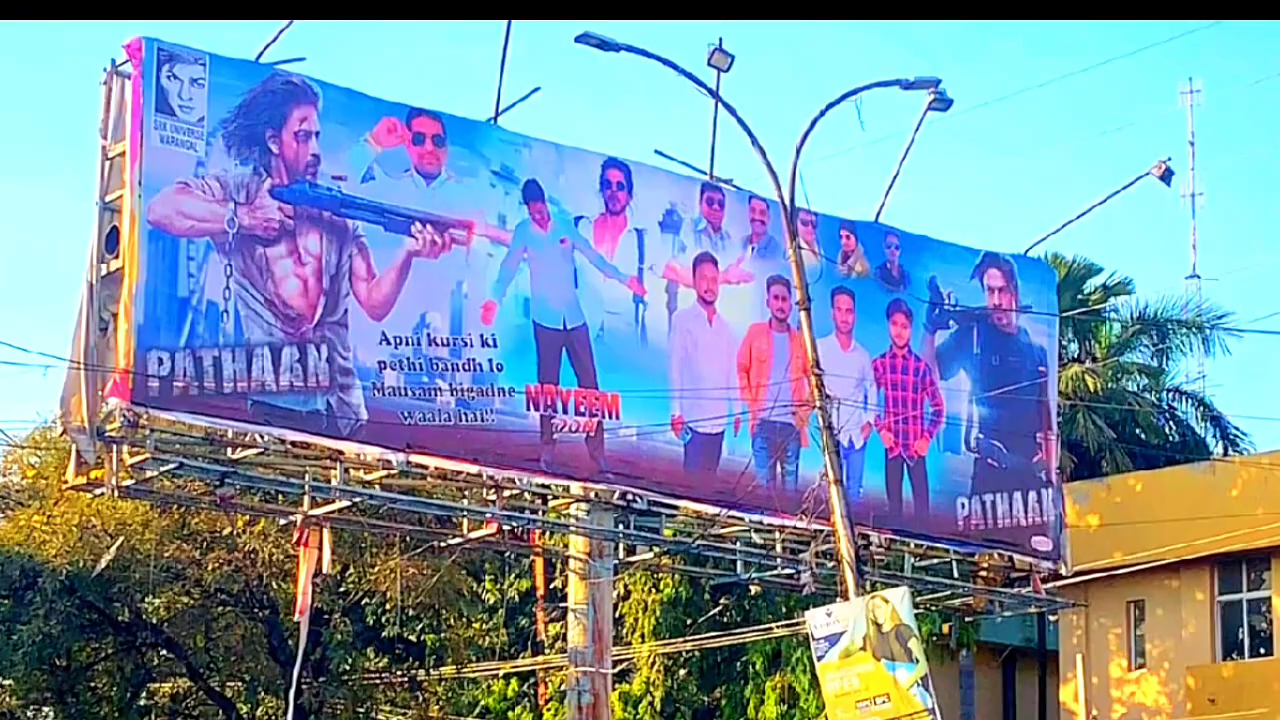 SRK UNIVERSE
WARANGAL
PATHAAN
Apni kursi ki
pethi bandh lo
Mausam bigadne
waala hai!!
NAYEEM
DON
PATHAAN